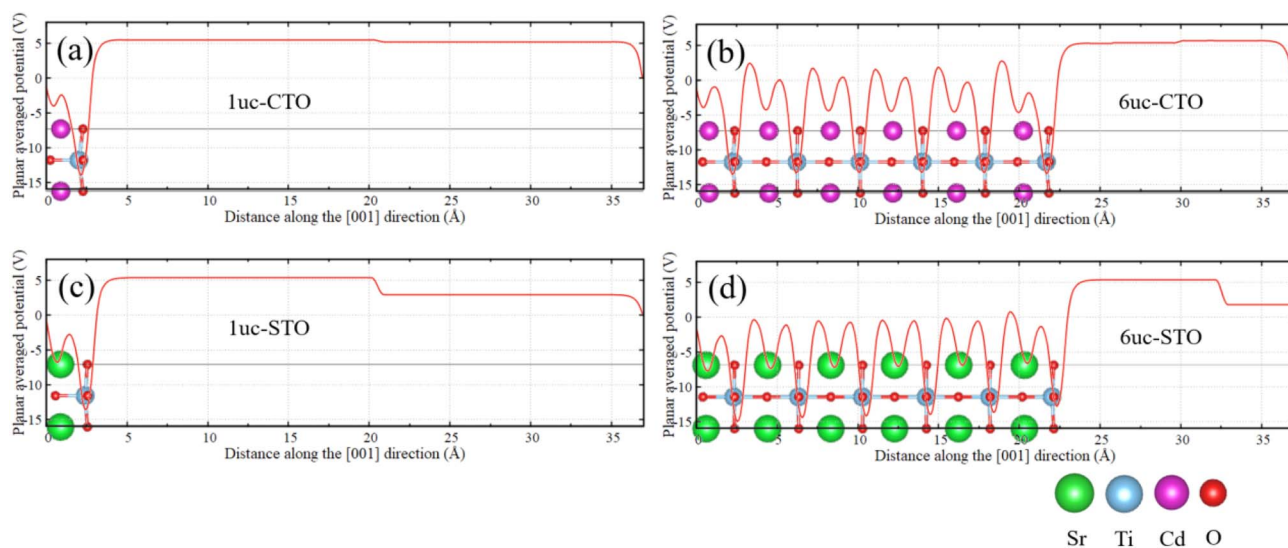 (a)
Planar averaged potential (V)
5
0
-5
-10
-15
1uc-CTO
0 5 10 15 20 25 30 35
Distance along the [001] direction (Å)
(b)
Planar averaged potential (V)
5
0
-5
-10
-15
6uc-CTO
0 5 10 15 20 25 30 35
Distance along the [001] direction (Å)
(c)
Planar averaged potential (V)
5
0
-5
-10
-15
1uc-STO
0 5 10 15 20 25 30 35
Distance along the [001] direction (Å)
(d)
Planar averaged potential (V)
5
0
-5
-10
-15
6uc-STO
0 5 10 15 20 25 30 35
Distance along the [001] direction (Å)
Sr Ti Cd O